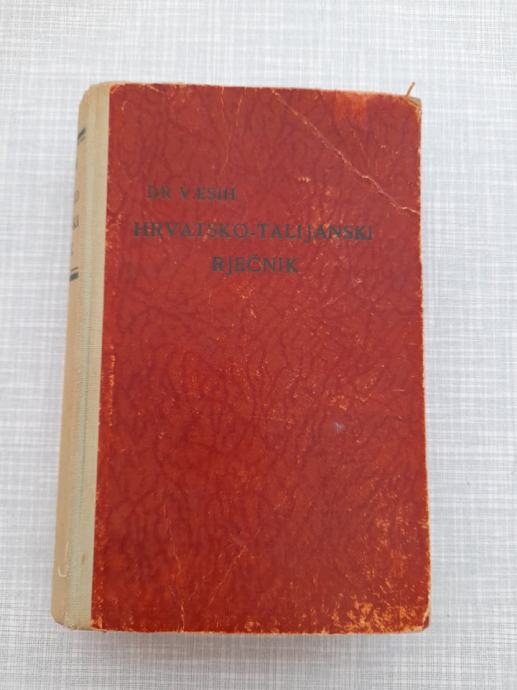 DR V. ESIH
HRVATSKO-TALIJANSKI
RJEČNIK